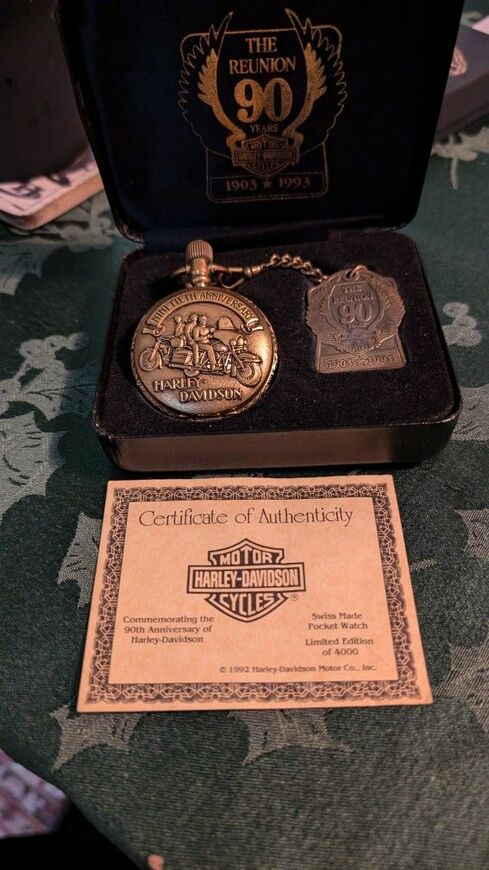 THE
REUNION
90
YEARS
MOTOR
HARLEY-DAVIDSON
CYCLES
1903 ★ 1993
NINETIETH ANNIVERSARY
HARLEY-
DAVIDSON
THE
REUNION
90
1903 ★ 1993
Certificate of Authenticity
MOTOR
HARLEY-DAVIDSON
CYCLES
®
Commemorating the
90th Anniversary of
Harley-Davidson
Swiss Made
Pocket Watch
Limited Edition
of 4000
© 1992 Harley-Davidson Motor Co., Inc.